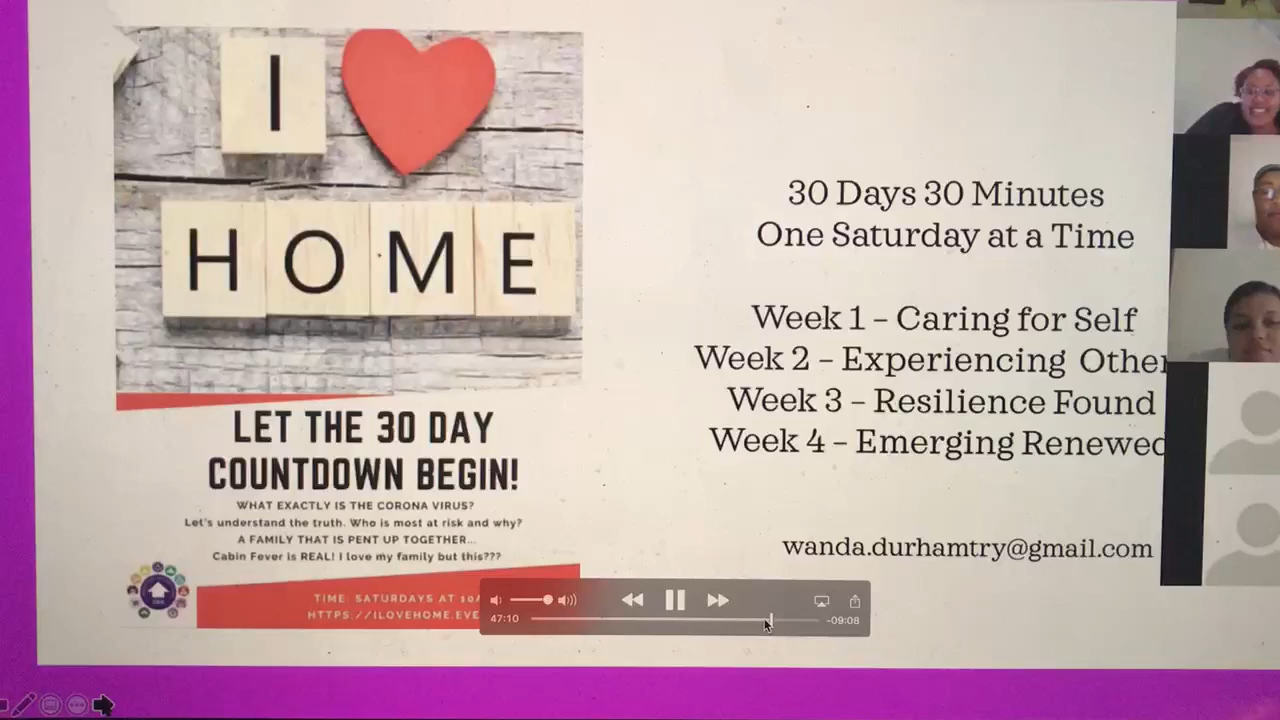 I
HOME
LET THE 30 DAY
COUNTDOWN BEGIN!
WHAT EXACTLY IS THE CORONA VIRUS?
Let's understand the truth. Who is most at risk and why?
A FAMILY THAT IS PENT UP TOGETHER...
Cabin Fever is REAL! I love my family but this???
TIME: SATURDAYS AT
HTTPS://ILOVEHOME.EVE
30 Days 30 Minutes
One Saturday at a Time
Week 1 – Caring for Self
Week 2 – Experiencing Other
Week 3 – Resilience Found
Week 4 – Emerging Renewed
wanda.durhamtry@gmail.com
47:10
-09:08